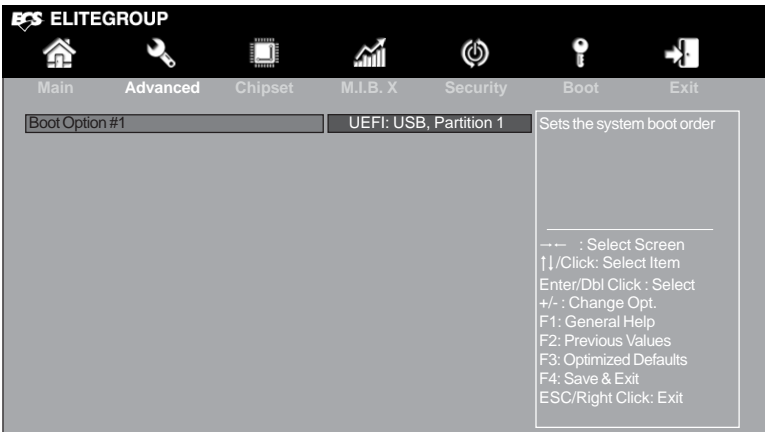 ECS ELITEGROUP
Main Advanced Chipset M.I.B. X Security Boot Exit
Boot Option #1 UEFI: USB, Partition 1
Sets the system boot order
→← : Select Screen
↑↓/Click: Select Item
Enter/Dbl Click : Select
+/- : Change Opt.
F1: General Help
F2: Previous Values
F3: Optimized Defaults
F4: Save & Exit
ESC/Right Click: Exit